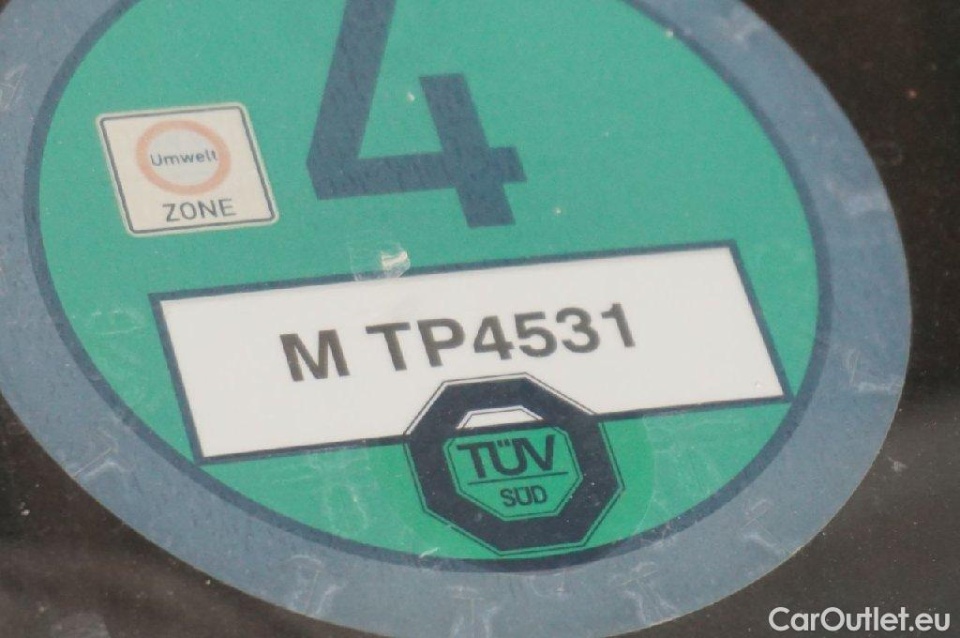 4
Umwelt
ZONE
M TP4531
TÜV
SÜD
CarOutlet.eu